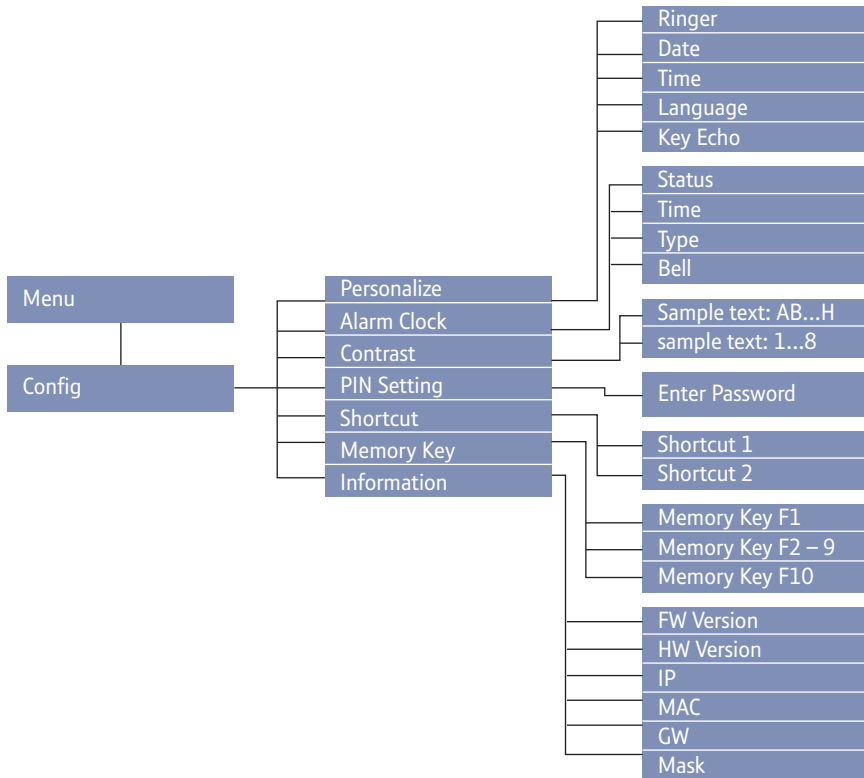 Menu
Config
Personalize
Alarm Clock
Contrast
PIN Setting
Shortcut
Memory Key
Information
Ringer
Date
Time
Language
Key Echo
Status
Time
Type
Bell
Sample text: AB...H
sample text: 1...8
Enter Password
Shortcut 1
Shortcut 2
Memory Key F1
Memory Key F2 – 9
Memory Key F10
FW Version
HW Version
IP
MAC
GW
Mask